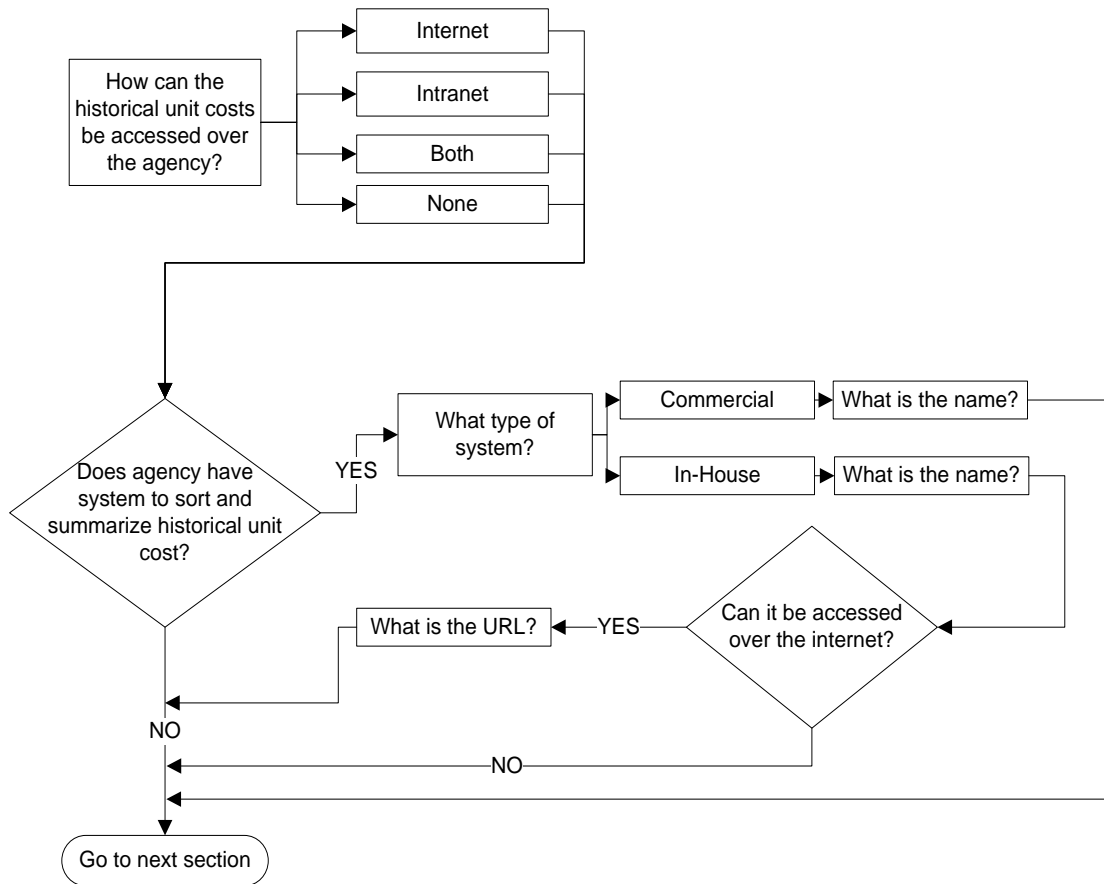 Internet
How can the
historical unit costs
be accessed over
the agency?
Intranet
Both
None
Commercial
What is the name?
What type of
system?
YES
In-House
What is the name?
Does agency have
system to sort and
summarize historical unit
cost?
Can it be accessed
over the internet?
YES
What is the URL?
NO
NO
Go to next section